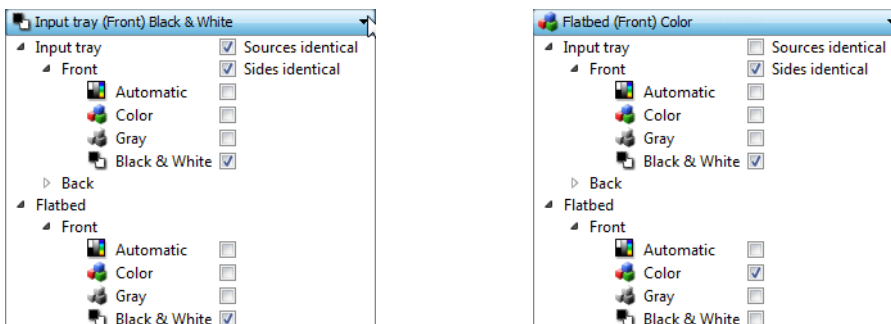 Input tray (Front) Black & White
Input tray Sources identical
Front Sides identical
Automatic
Color
Gray
Black & White
Back
Flatbed
Front
Automatic
Color
Gray
Black & White
Flatbed (Front) Color
Input tray Sources identical
Front Sides identical
Automatic
Color
Gray
Black & White
Back
Flatbed
Front
Automatic
Color
Gray
Black & White